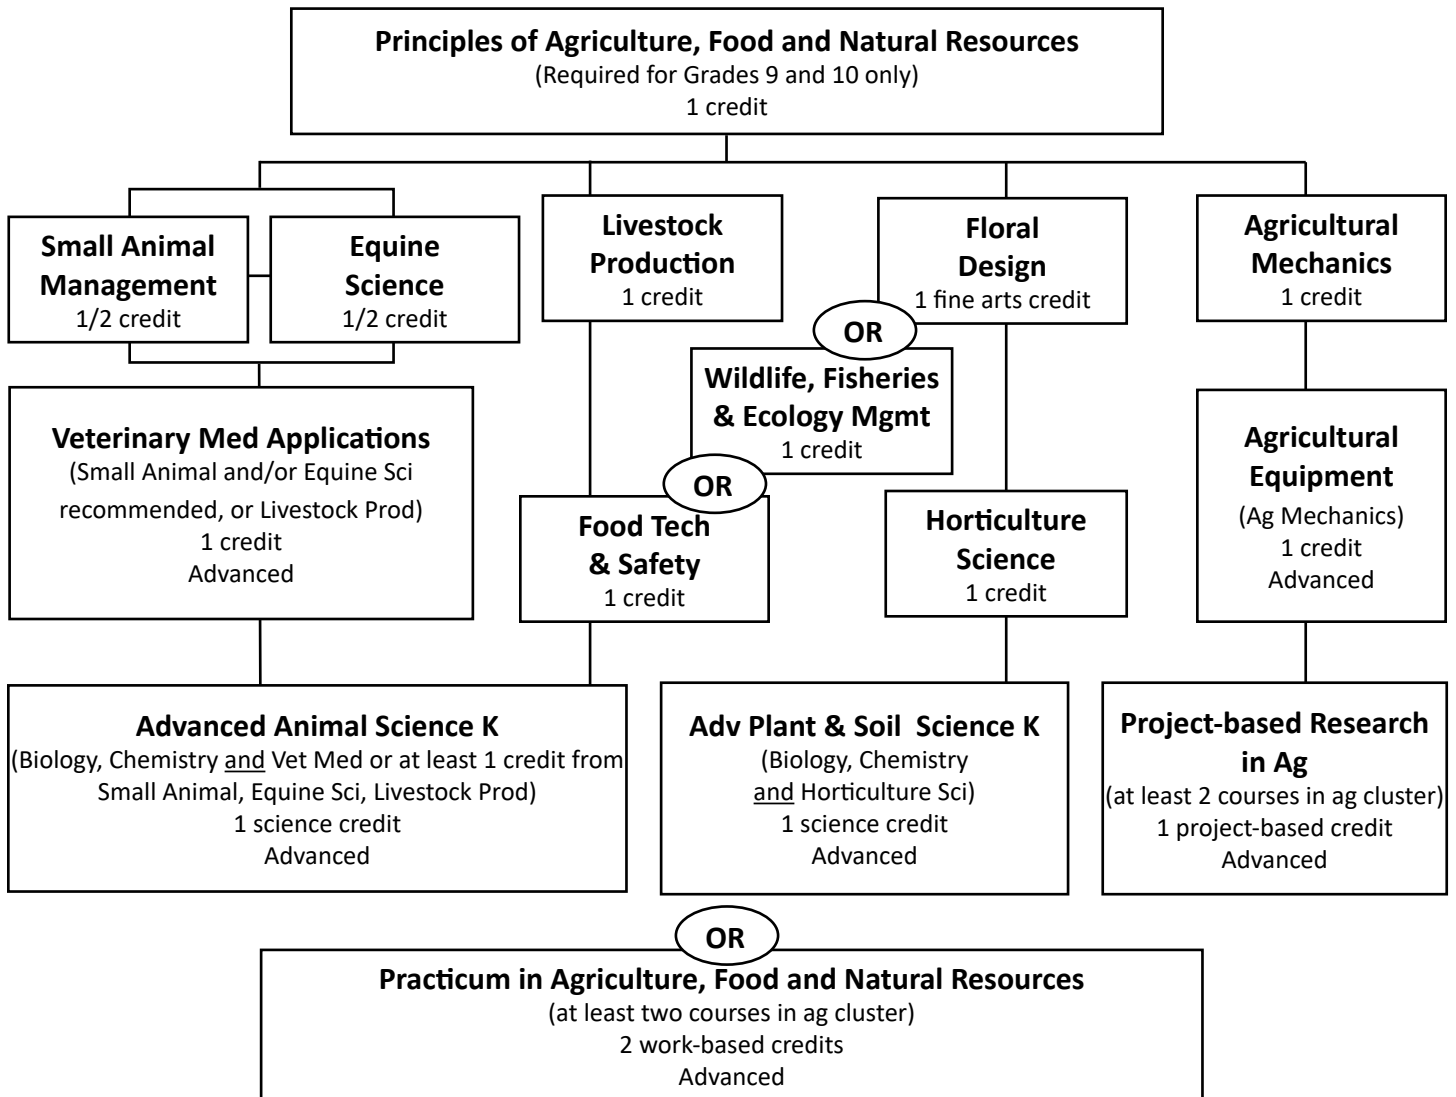 Principles of Agriculture, Food and Natural Resources
(Required for Grades 9 and 10 only)
1 credit
Small Animal
Management
1/2 credit
Equine
Science
1/2 credit
Livestock
Production
1 credit
Floral
Design
1 fine arts credit
Agricultural
Mechanics
1 credit
OR
Wildlife, Fisheries
& Ecology Mgmt
1 credit
OR
Veterinary Med Applications
(Small Animal and/or Equine Sci
recommended, or Livestock Prod)
1 credit
Advanced
Food Tech
& Safety
1 credit
Horticulture
Science
1 credit
Agricultural
Equipment
(Ag Mechanics)
1 credit
Advanced
Advanced Animal Science K
(Biology, Chemistry and Vet Med or at least 1 credit from
Small Animal, Equine Sci, Livestock Prod)
1 science credit
Advanced
Adv Plant & Soil  Science K
(Biology, Chemistry
and Horticulture Sci)
1 science credit
Advanced
Project-based Research
in Ag
(at least 2 courses in ag cluster)
1 project-based credit
Advanced
OR
Practicum in Agriculture, Food and Natural Resources
(at least two courses in ag cluster)
2 work-based credits
Advanced